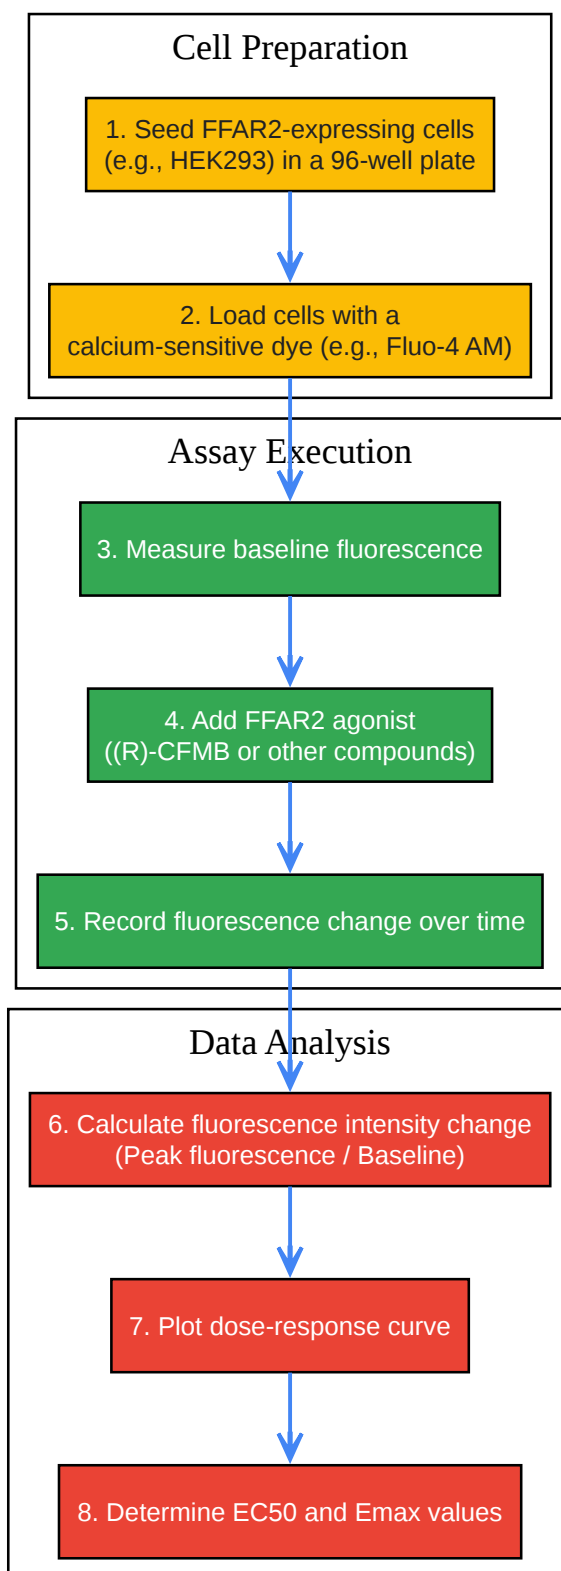 Cell Preparation
1. Seed FFAR2-expressing cells
(e.g., HEK293) in a 96-well plate
2. Load cells with a
calcium-sensitive dye (e.g., Fluo-4 AM)
Assay Execution
3. Measure baseline fluorescence
4. Add FFAR2 agonist
((R)-CFMB or other compounds)
5. Record fluorescence change over time
Data Analysis
6. Calculate fluorescence intensity change
(Peak fluorescence / Baseline)
7. Plot dose-response curve
8. Determine EC50 and Emax values